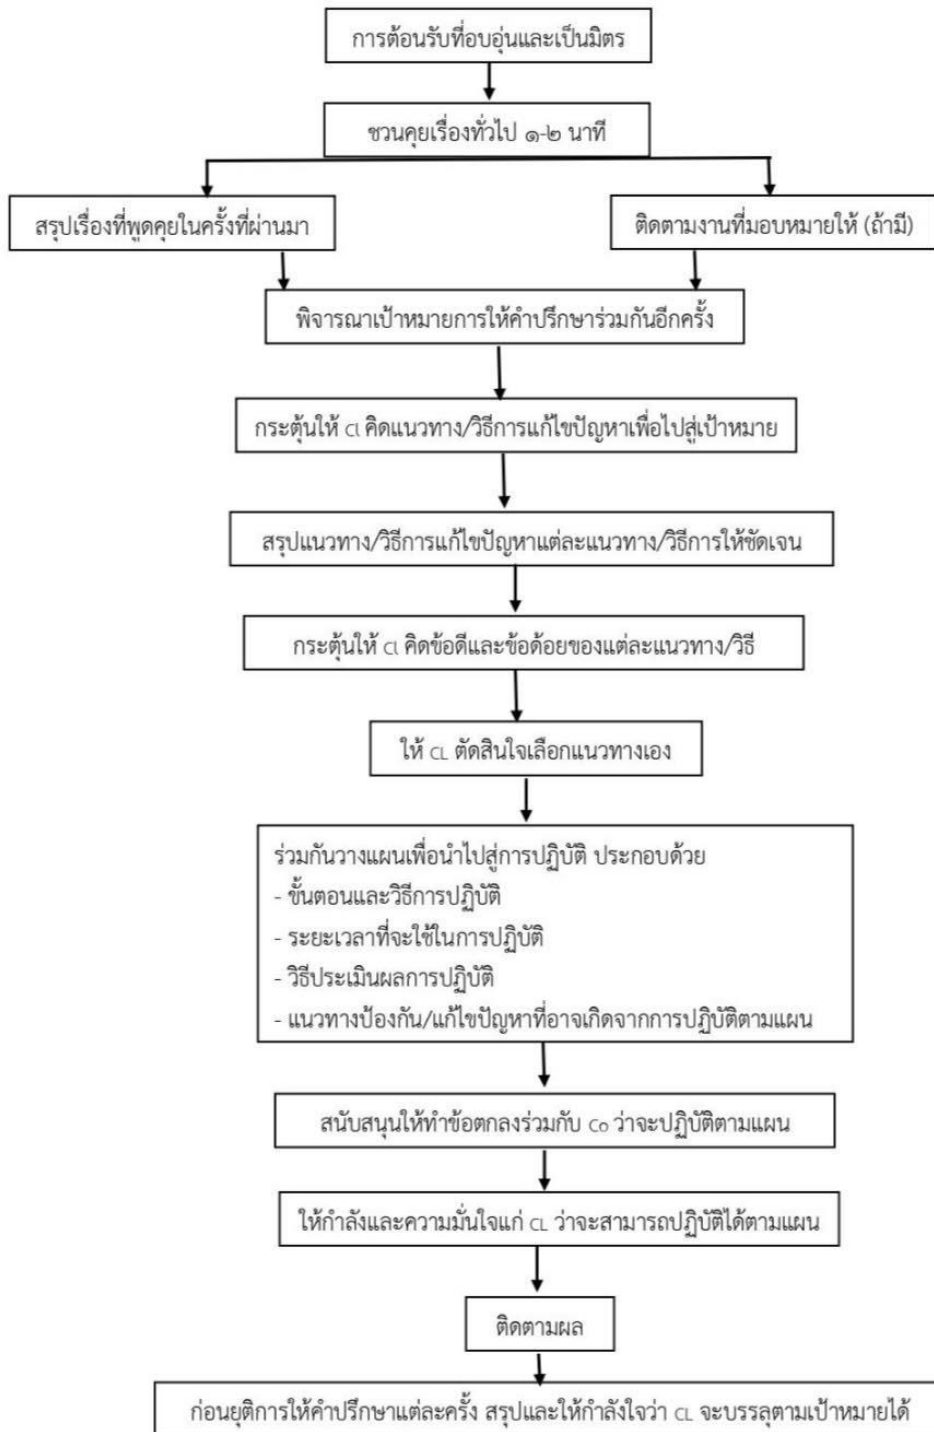 การต้อนรับที่อบอุ่นและเป็นมิตร
ชวนคุยเรื่องทั่วไป ๑-๒ นาที
สรุปเรื่องที่พูดคุยในครั้งที่ผ่านมา
ติดตามงานที่มอบหมายให้ (ถ้ามี)
พิจารณาเป้าหมายการให้คำปรึกษาร่วมกันอีกครั้ง
กระตุ้นให้ Cl คิดแนวทาง/วิธีการแก้ไขปัญหาเพื่อไปสู่เป้าหมาย
สรุปแนวทาง/วิธีการแก้ไขปัญหาแต่ละแนวทาง/วิธีการให้ชัดเจน
กระตุ้นให้ Cl คิดข้อดีและข้อด้อยของแต่ละแนวทาง/วิธี
ให้ CL ตัดสินใจเลือกแนวทางเอง
ร่วมกันวางแผนเพื่อนำไปสู่การปฏิบัติ ประกอบด้วย
- ขั้นตอนและวิธีการปฏิบัติ
- ระยะเวลาที่จะใช้ในการปฏิบัติ
- วิธีประเมินผลการปฏิบัติ
- แนวทางป้องกัน/แก้ไขปัญหาที่อาจเกิดจากการปฏิบัติตามแผน
สนับสนุนให้ทำข้อตกลงร่วมกับ Co ว่าจะปฏิบัติตามแผน
ให้กำลังและความมั่นใจแก่ CL ว่าจะสามารถปฏิบัติได้ตามแผน
ติดตามผล
ก่อนยุติการให้คำปรึกษาแต่ละครั้ง สรุปและให้กำลังใจว่า CL จะบรรลุตามเป้าหมายได้